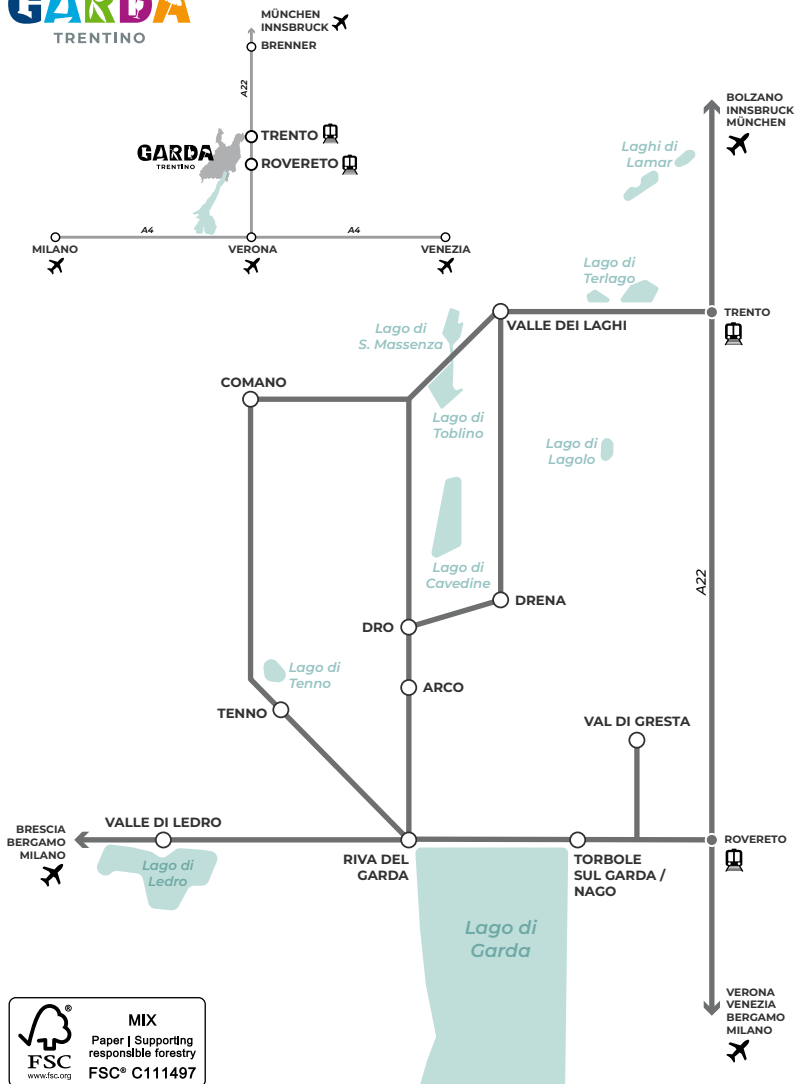 GARDA
TRENTINO
MÜNCHEN
INNSBRUCK
BRENNER
A22
TRENTO
GARDA
TRENTINO
ROVERETO
A4
A4
MILANO
VERONA
VENEZIA
BOLZANO
INNSBRUCK
MÜNCHEN
Laghi di
Lamar
Lago di
Terlago
TRENTO
Lago di
S. Massenza
VALLE DEI LAGHI
COMANO
Lago di
Toblino
Lago di
Lagolo
Lago di
Cavedine
A22
DRENA
DRO
Lago di
Tenno
ARCO
TENNO
VAL DI GRESTA
VALLE DI LEDRO
BRESCIA
BERGAMO
MILANO
ROVERETO
Lago di
Ledro
RIVA DEL
GARDA
TORBOLE
SUL GARDA /
NAGO
Lago di
Garda
VERONA
VENEZIA
BERGAMO
MILANO
®
FSC
www.fsc.org
MIX
Paper | Supporting
responsible forestry
FSC® C111497